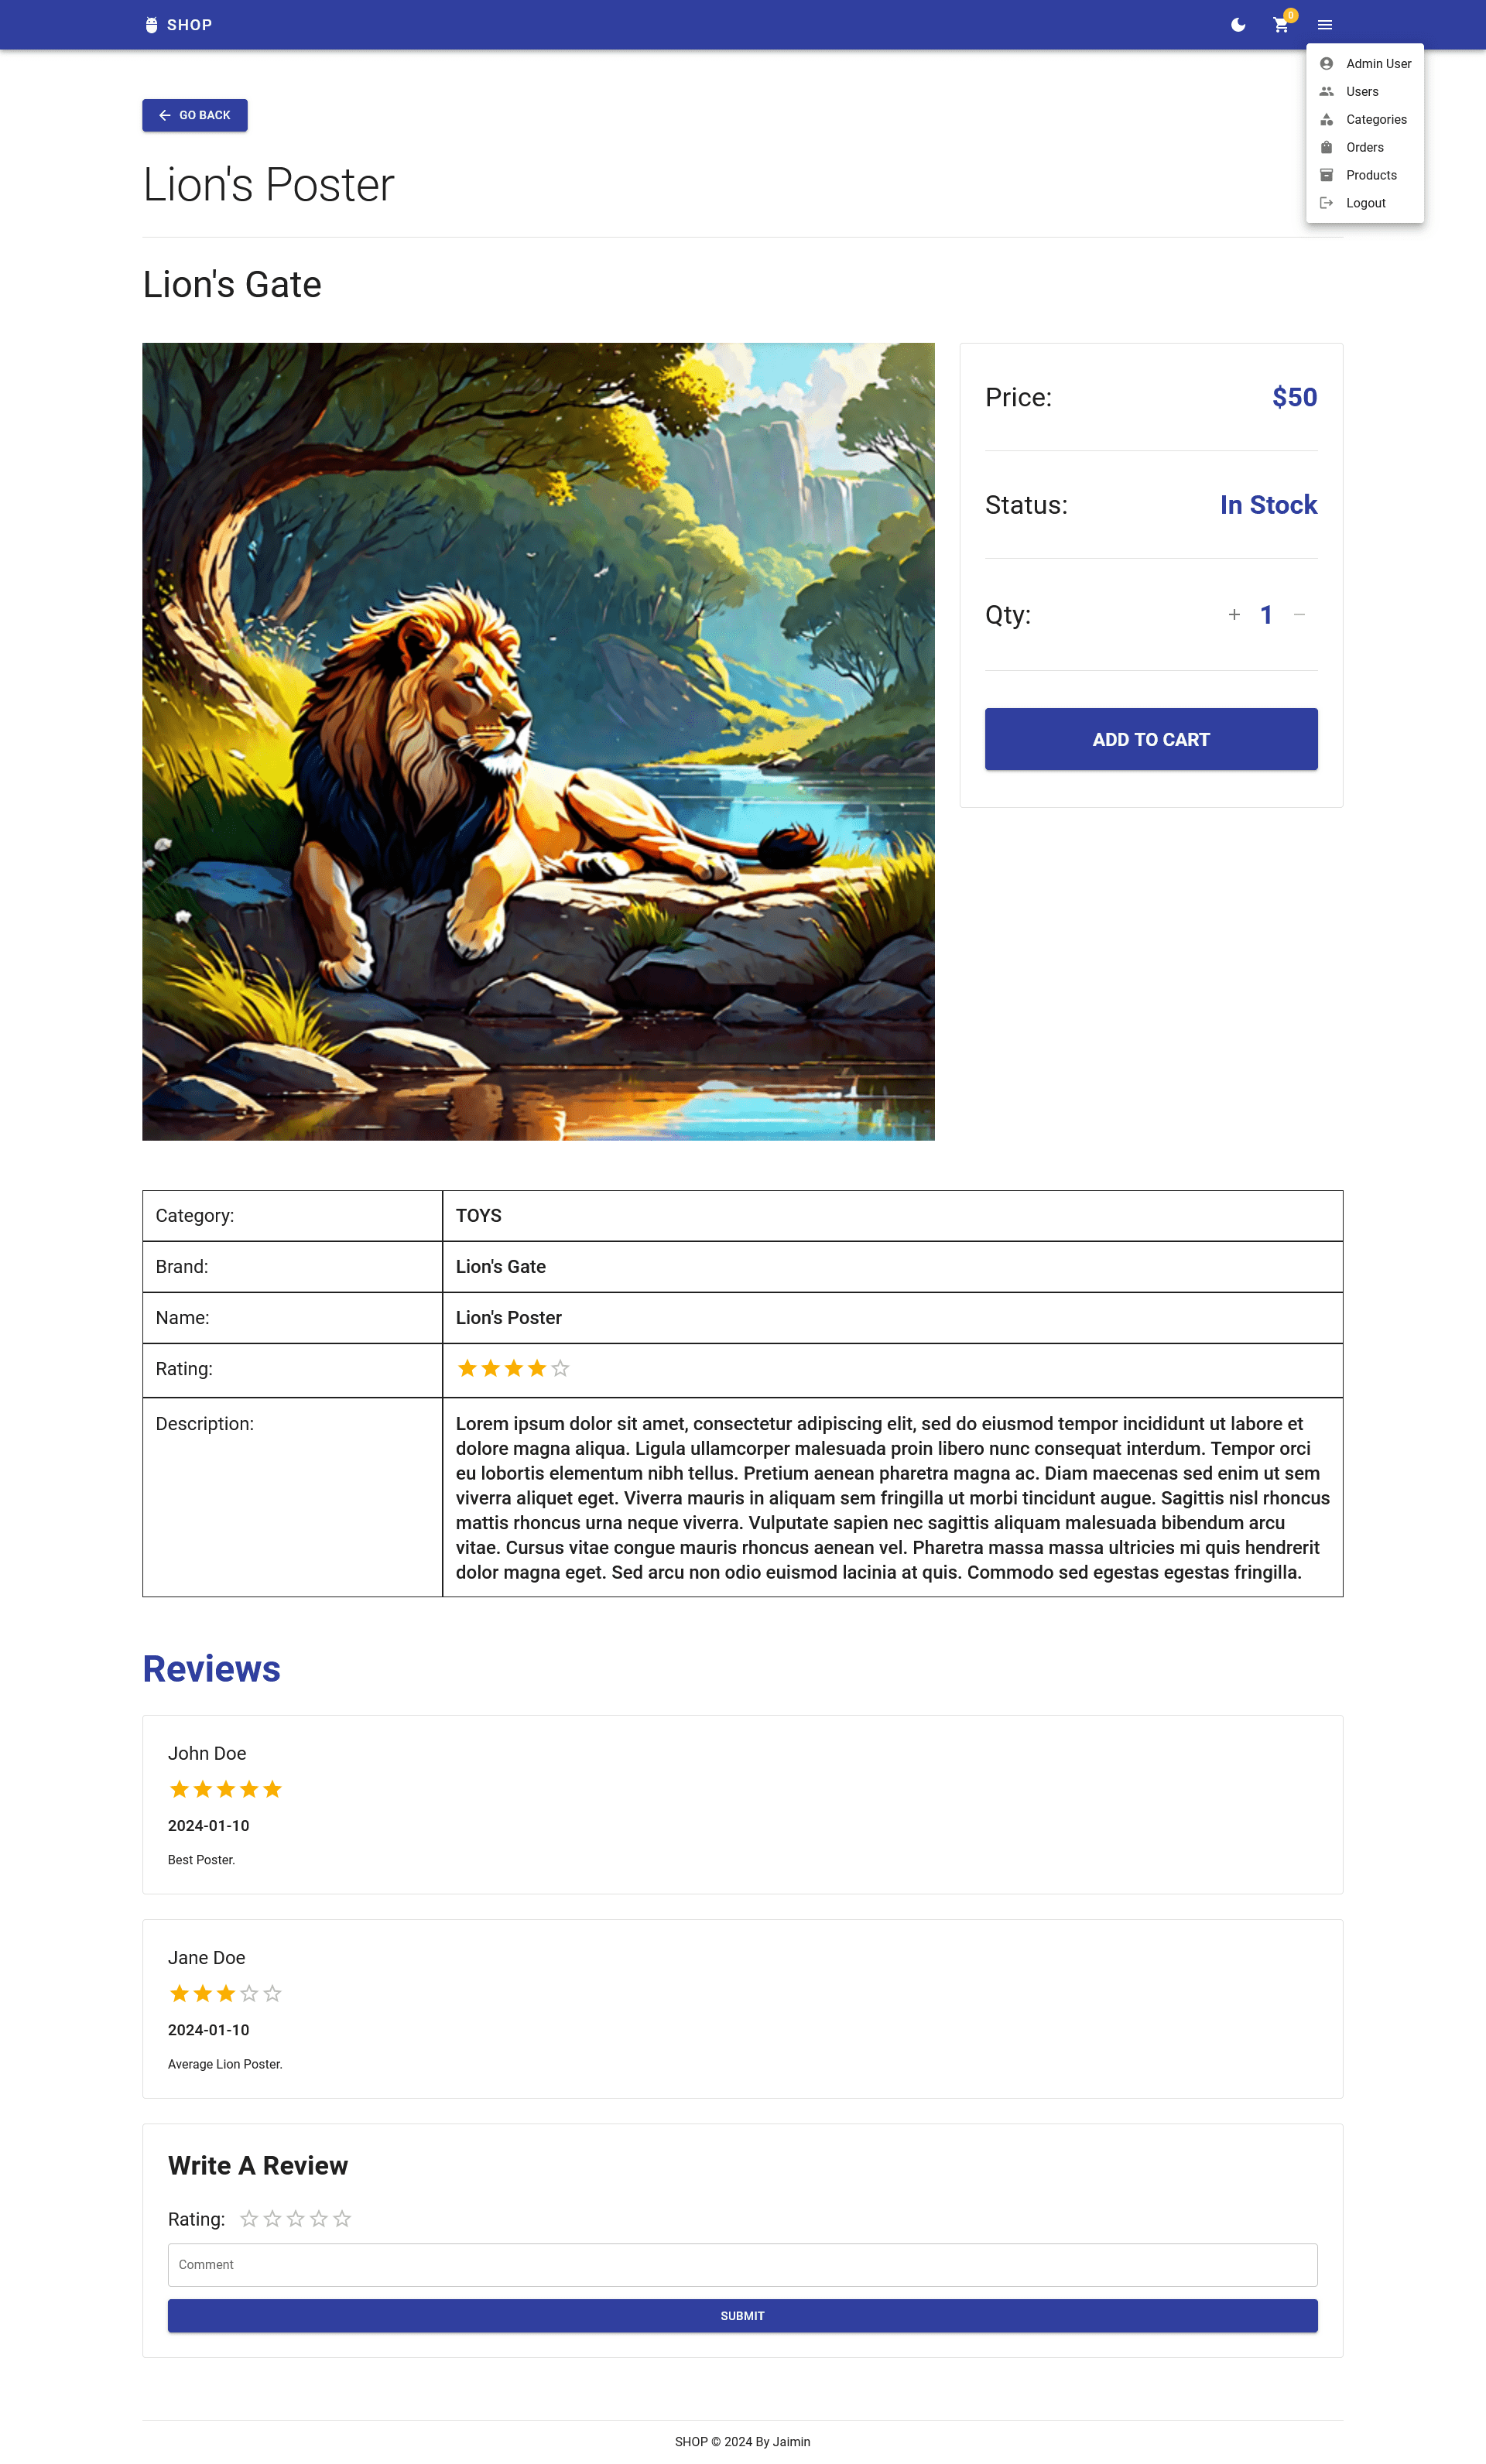 SHOP
0
Admin User
Users
Categories
Orders
Products
Logout
GO BACK
Lion's Poster
Lion's Gate
Price: $50
Status: In Stock
Qty: + 1 −
ADD TO CART
Category: TOYS
Brand: Lion's Gate
Name: Lion's Poster
Rating:
Description: Lorem ipsum dolor sit amet, consectetur adipiscing elit, sed do eiusmod tempor incididunt ut labore et
dolore magna aliqua. Ligula ullamcorper malesuada proin libero nunc consequat interdum. Tempor orci
eu lobortis elementum nibh tellus. Pretium aenean pharetra magna ac. Diam maecenas sed enim ut sem
viverra aliquet eget. Viverra mauris in aliquam sem fringilla ut morbi tincidunt augue. Sagittis nisl rhoncus
mattis rhoncus urna neque viverra. Vulputate sapien nec sagittis aliquam malesuada bibendum arcu
vitae. Cursus vitae congue mauris rhoncus aenean vel. Pharetra massa massa ultricies mi quis hendrerit
dolor magna eget. Sed arcu non odio euismod lacinia at quis. Commodo sed egestas egestas fringilla.
Reviews
John Doe
2024-01-10
Best Poster.
Jane Doe
2024-01-10
Average Lion Poster.
Write A Review
Rating:
Comment
SUBMIT
SHOP © 2024 By Jaimin